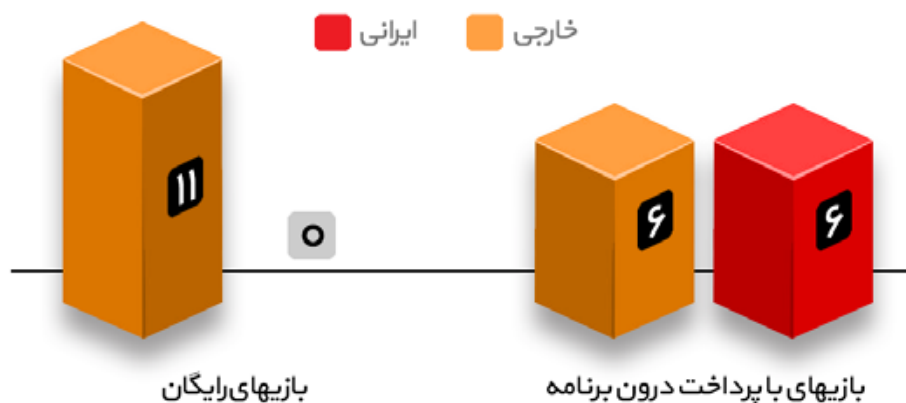 خارجی
ایرانی
۶
۶
۱۱
۰
بازیهای با پرداخت درون برنامه
بازیهای رایگان